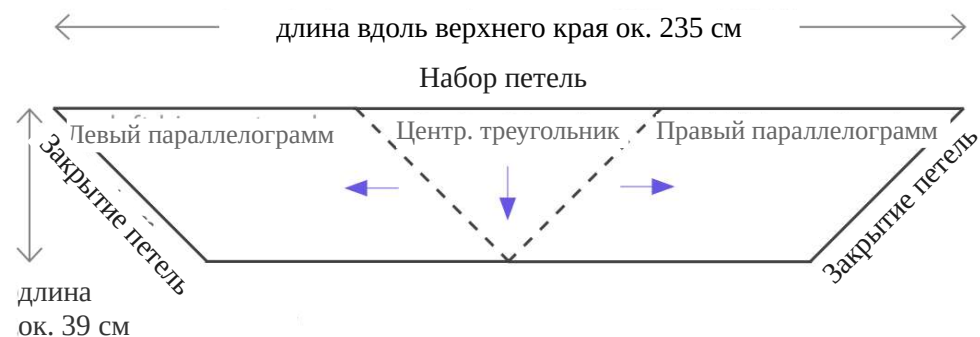 длина вдоль верхнего края ок. 235 см
Набор петель
Левый параллелограмм
Центр. треугольник
Правый параллелограмм
Закрытие петель
Закрытие петель
длина
ок. 39 см